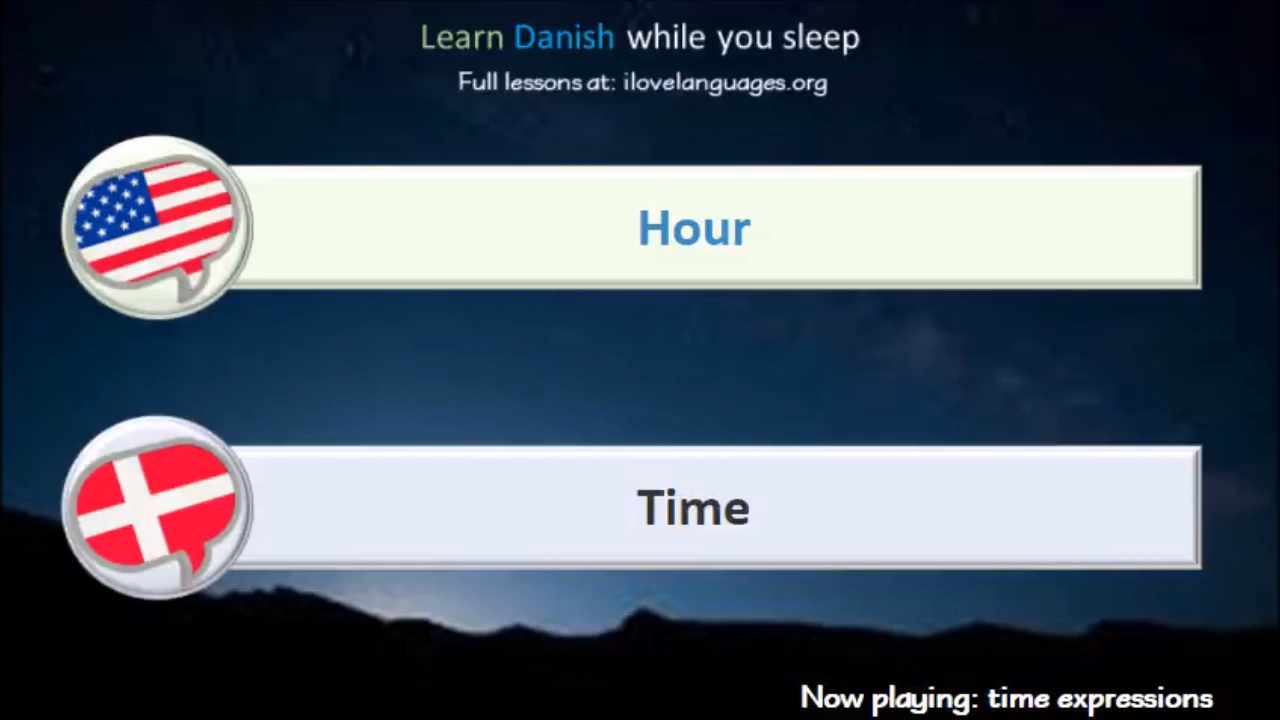 Learn Danish while you sleep
Full lessons at: ilovelanguages.org
Hour
Time
Now playing: time expressions